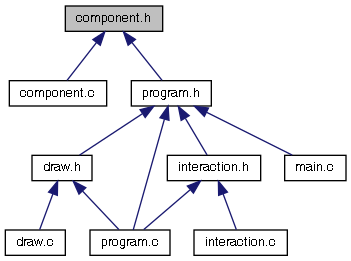 component.h
component.c
program.h
draw.h
interaction.h
main.c
draw.c
program.c
interaction.c